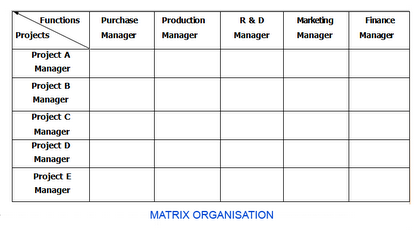 Functions
Projects
Purchase
Manager
Production
Manager
R & D
Manager
Marketing
Manager
Finance
Manager
Project A
Manager
Project B
Manager
Project C
Manager
Project D
Manager
Project E
Manager
MATRIX ORGANISATION